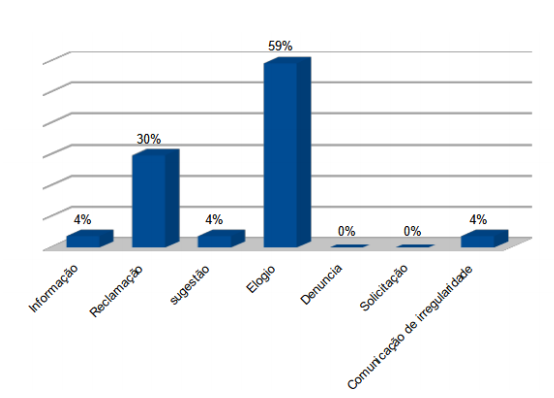 59%
30%
4%
4%
0%
0%
4%
Informação
Reclamação
sugestão
Elogio
Denuncia
Solicitação
Comunicação de irregularidade